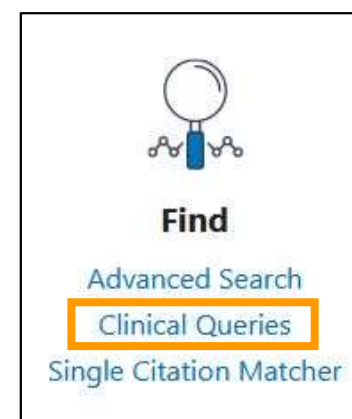 Find
Advanced Search
Clinical Queries
Single Citation Matcher